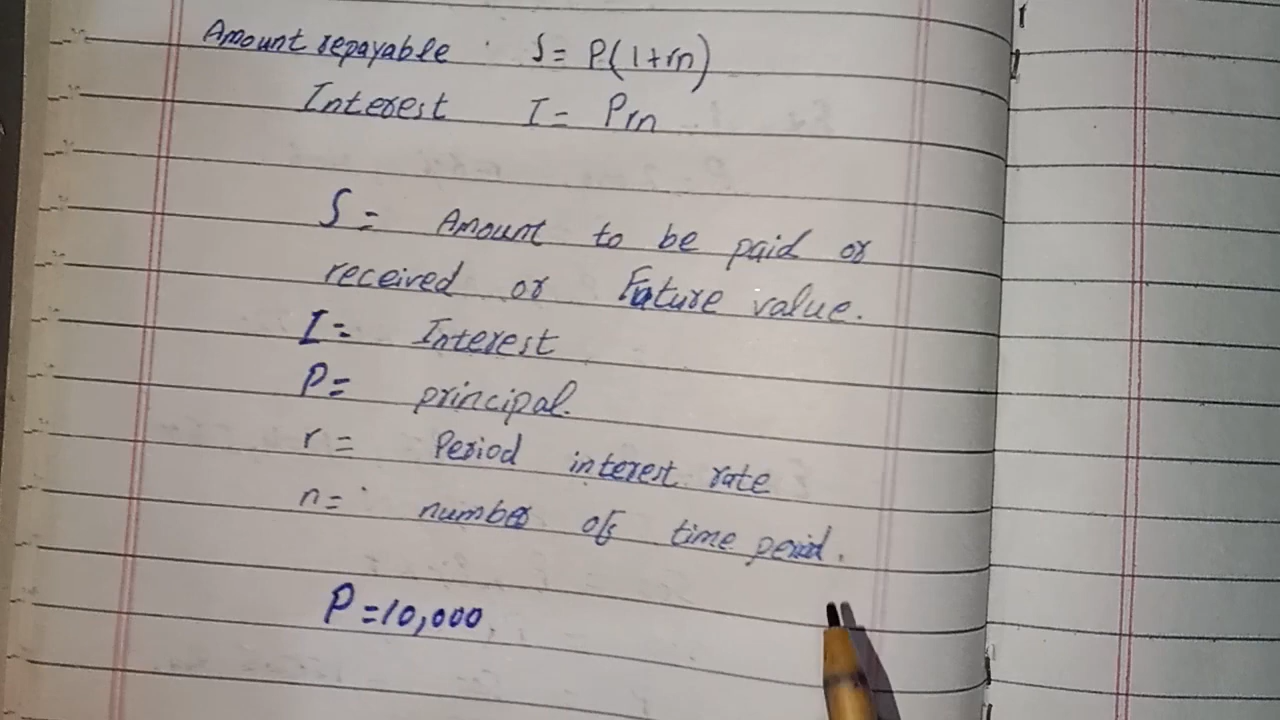 Amount repayable S = P(1+rn)
Interest I = Prn
S = Amount to be paid or
received or Future value.
I = Interest
P = principal.
r = Period interest rate
n = number of time period.
P = 10,000